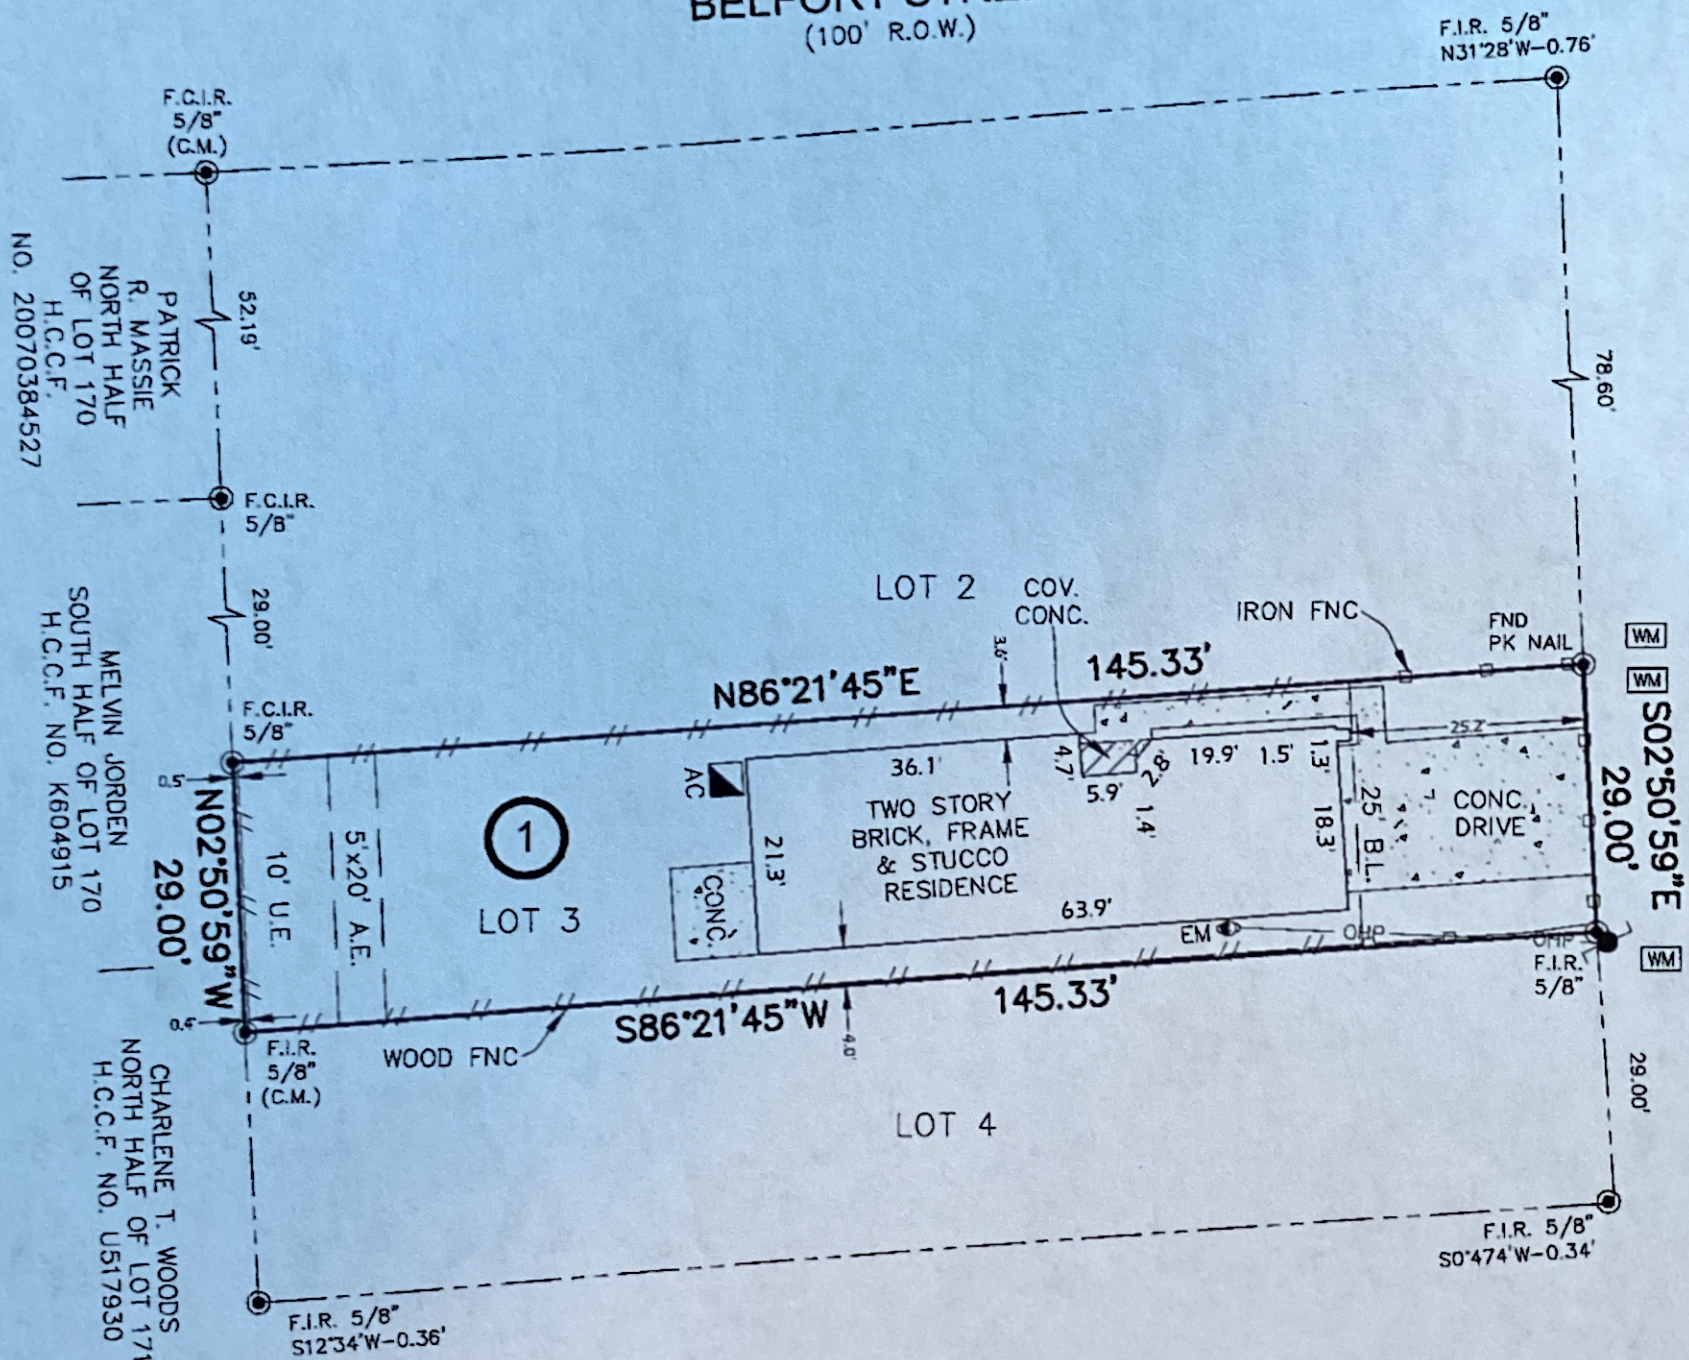 (100' R.O.W.)
F.I.R. 5/8"
N31°28'W-0.76'
F.C.I.R.
5/8"
(C.M.)
52.19'
PATRICK
R. MASSIE
NORTH HALF
OF LOT 170
H.C.C.F.
NO. 20070384527
78.60'
F.C.I.R.
5/8"
29.00'
MELVIN JORDEN
SOUTH HALF OF LOT 170
H.C.C.F. NO. K604915
LOT 2
COV.
CONC.
IRON FNC
FND
PK NAIL
WM
WM
3.6'
145.33'
N86°21'45"E
F.C.I.R.
5/8"
0.5'
S02°50'59"E
29.00'
25.2'
AC
36.1'
4.7'
5.9'
2.8'
1.4'
19.9'
1.5'
1.3'
18.3'
25' B.L.
CONC.
DRIVE
TWO STORY
BRICK, FRAME
& STUCCO
RESIDENCE
21.3'
63.9'
1
LOT 3
CONC.
5'x20' A.E.
10' U.E.
N02°50'59"W
29.00'
EM
OHP
OHP
F.I.R.
5/8"
WM
145.33'
S86°21'45"W
4.0'
WOOD FNC
F.I.R.
5/8"
(C.M.)
CHARLENE T. WOODS
NORTH HALF OF LOT 171
H.C.C.F. NO. U517930
LOT 4
29.00'
F.I.R. 5/8"
S0°474'W-0.34'
F.I.R. 5/8"
S12°34'W-0.36'